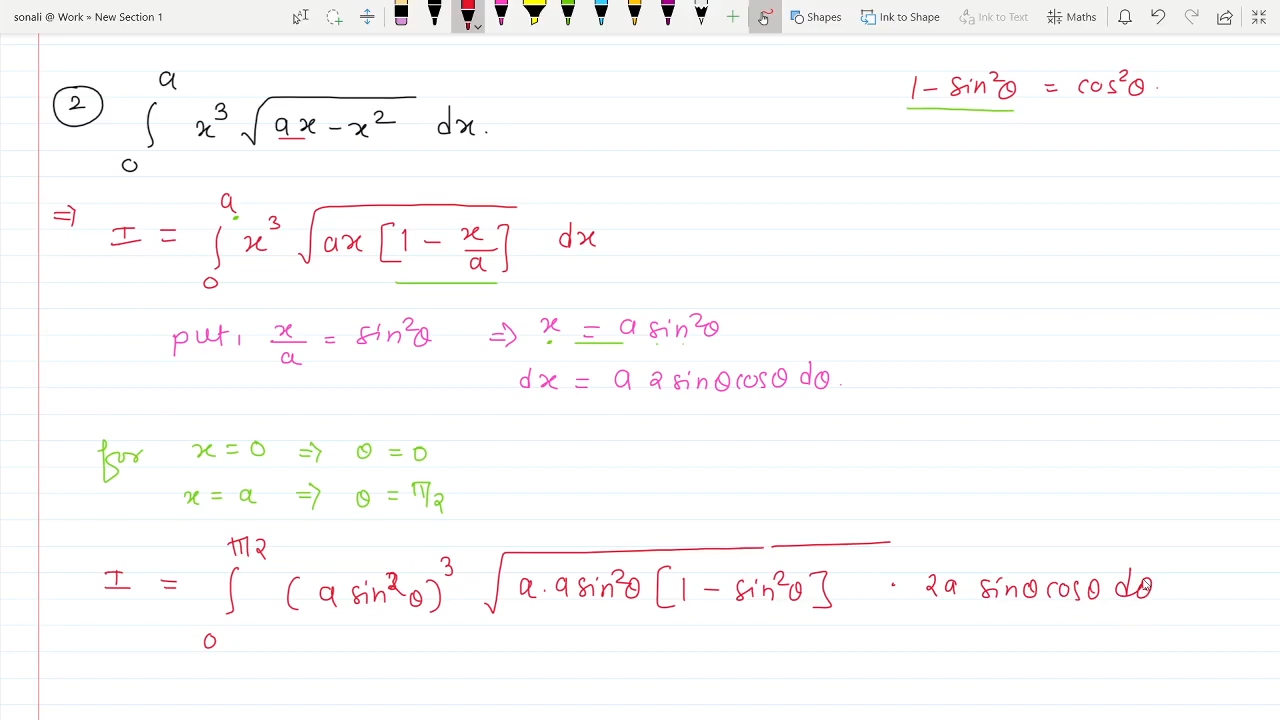 sonali @ Work » New Section 1
Shapes Ink to Shape Ink to Text Maths
1 - sin²θ = cos²θ.
② ∫₀ᵃ x³ √(ax - x²) dx.
⇒ I = ∫₀ᵃ x³ √(ax [1 - x/a]) dx
put, x/a = sin²θ ⇒ x = a sin²θ
dx = a 2 sinθ cosθ dθ.
for x = 0 ⇒ θ = 0
x = a ⇒ θ = π/2
I = ∫₀^(π/2) (a sin²θ)³ √(a·a sin²θ [1 - sin²θ]) · 2a sinθ cosθ dθ